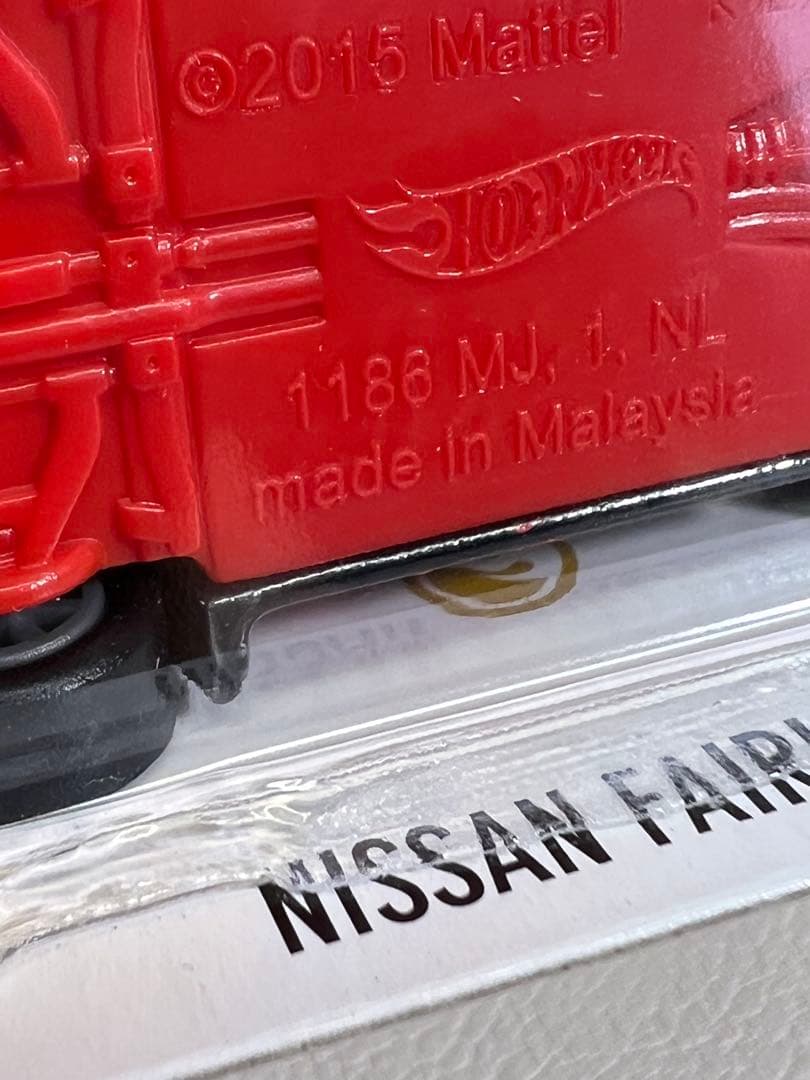 ©2015 Mattel
Hot Wheels
1186 MJ, 1, NL
made in Malaysia
NISSAN FAIR